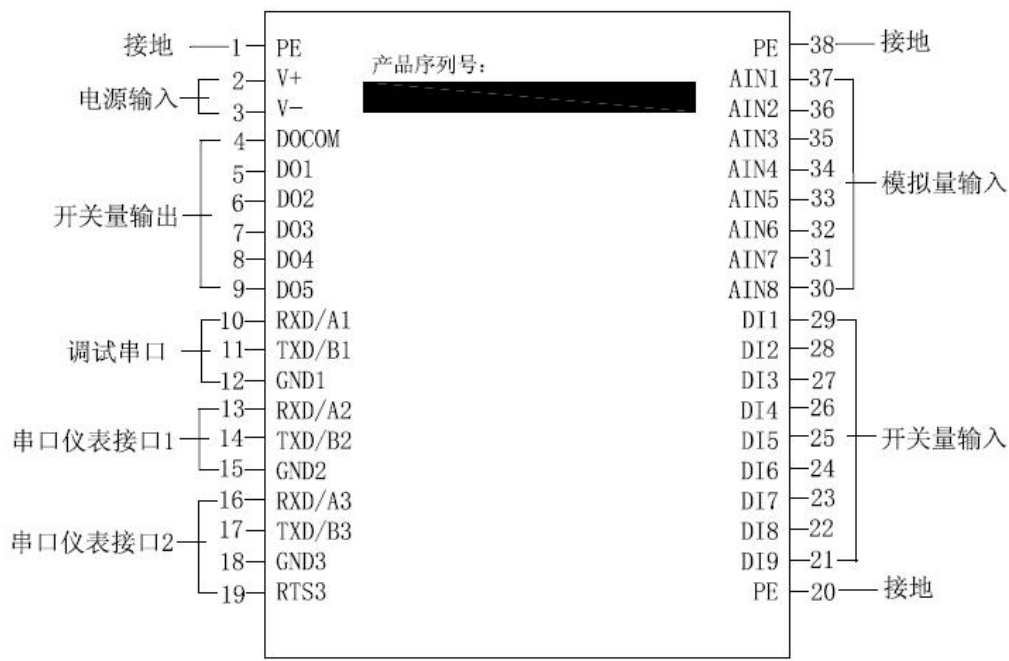 接地 1 PE PE 38 接地
产品序列号:
2 V+ AIN1 37
电源输入
3 V- AIN2 36
4 DOCOM AIN3 35
5 DO1 AIN4 34
模拟量输入
6 DO2 AIN5 33
开关量输出
7 DO3 AIN6 32
8 DO4 AIN7 31
9 DO5 AIN8 30
10 RXD/A1 DI1 29
调试串口 11 TXD/B1 DI2 28
12 GND1 DI3 27
13 RXD/A2 DI4 26
串口仪表接口1 14 TXD/B2 DI5 25 开关量输入
15 GND2 DI6 24
16 RXD/A3 DI7 23
17 TXD/B3 DI8 22
串口仪表接口2
18 GND3 DI9 21
19 RTS3 PE 20 接地